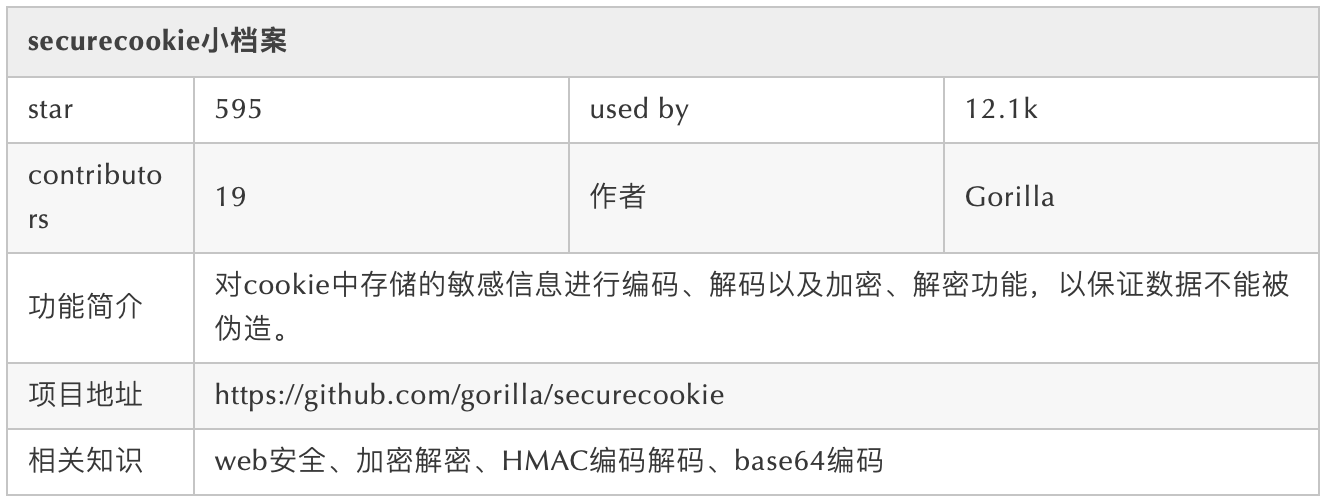 securecookie小档案
star 595 used by 12.1k
contributo
rs 19 作者 Gorilla
功能简介 对cookie中存储的敏感信息进行编码、解码以及加密、解密功能，以保证数据不能被
伪造。
项目地址 https://github.com/gorilla/securecookie
相关知识 web安全、加密解密、HMAC编码解码、base64编码